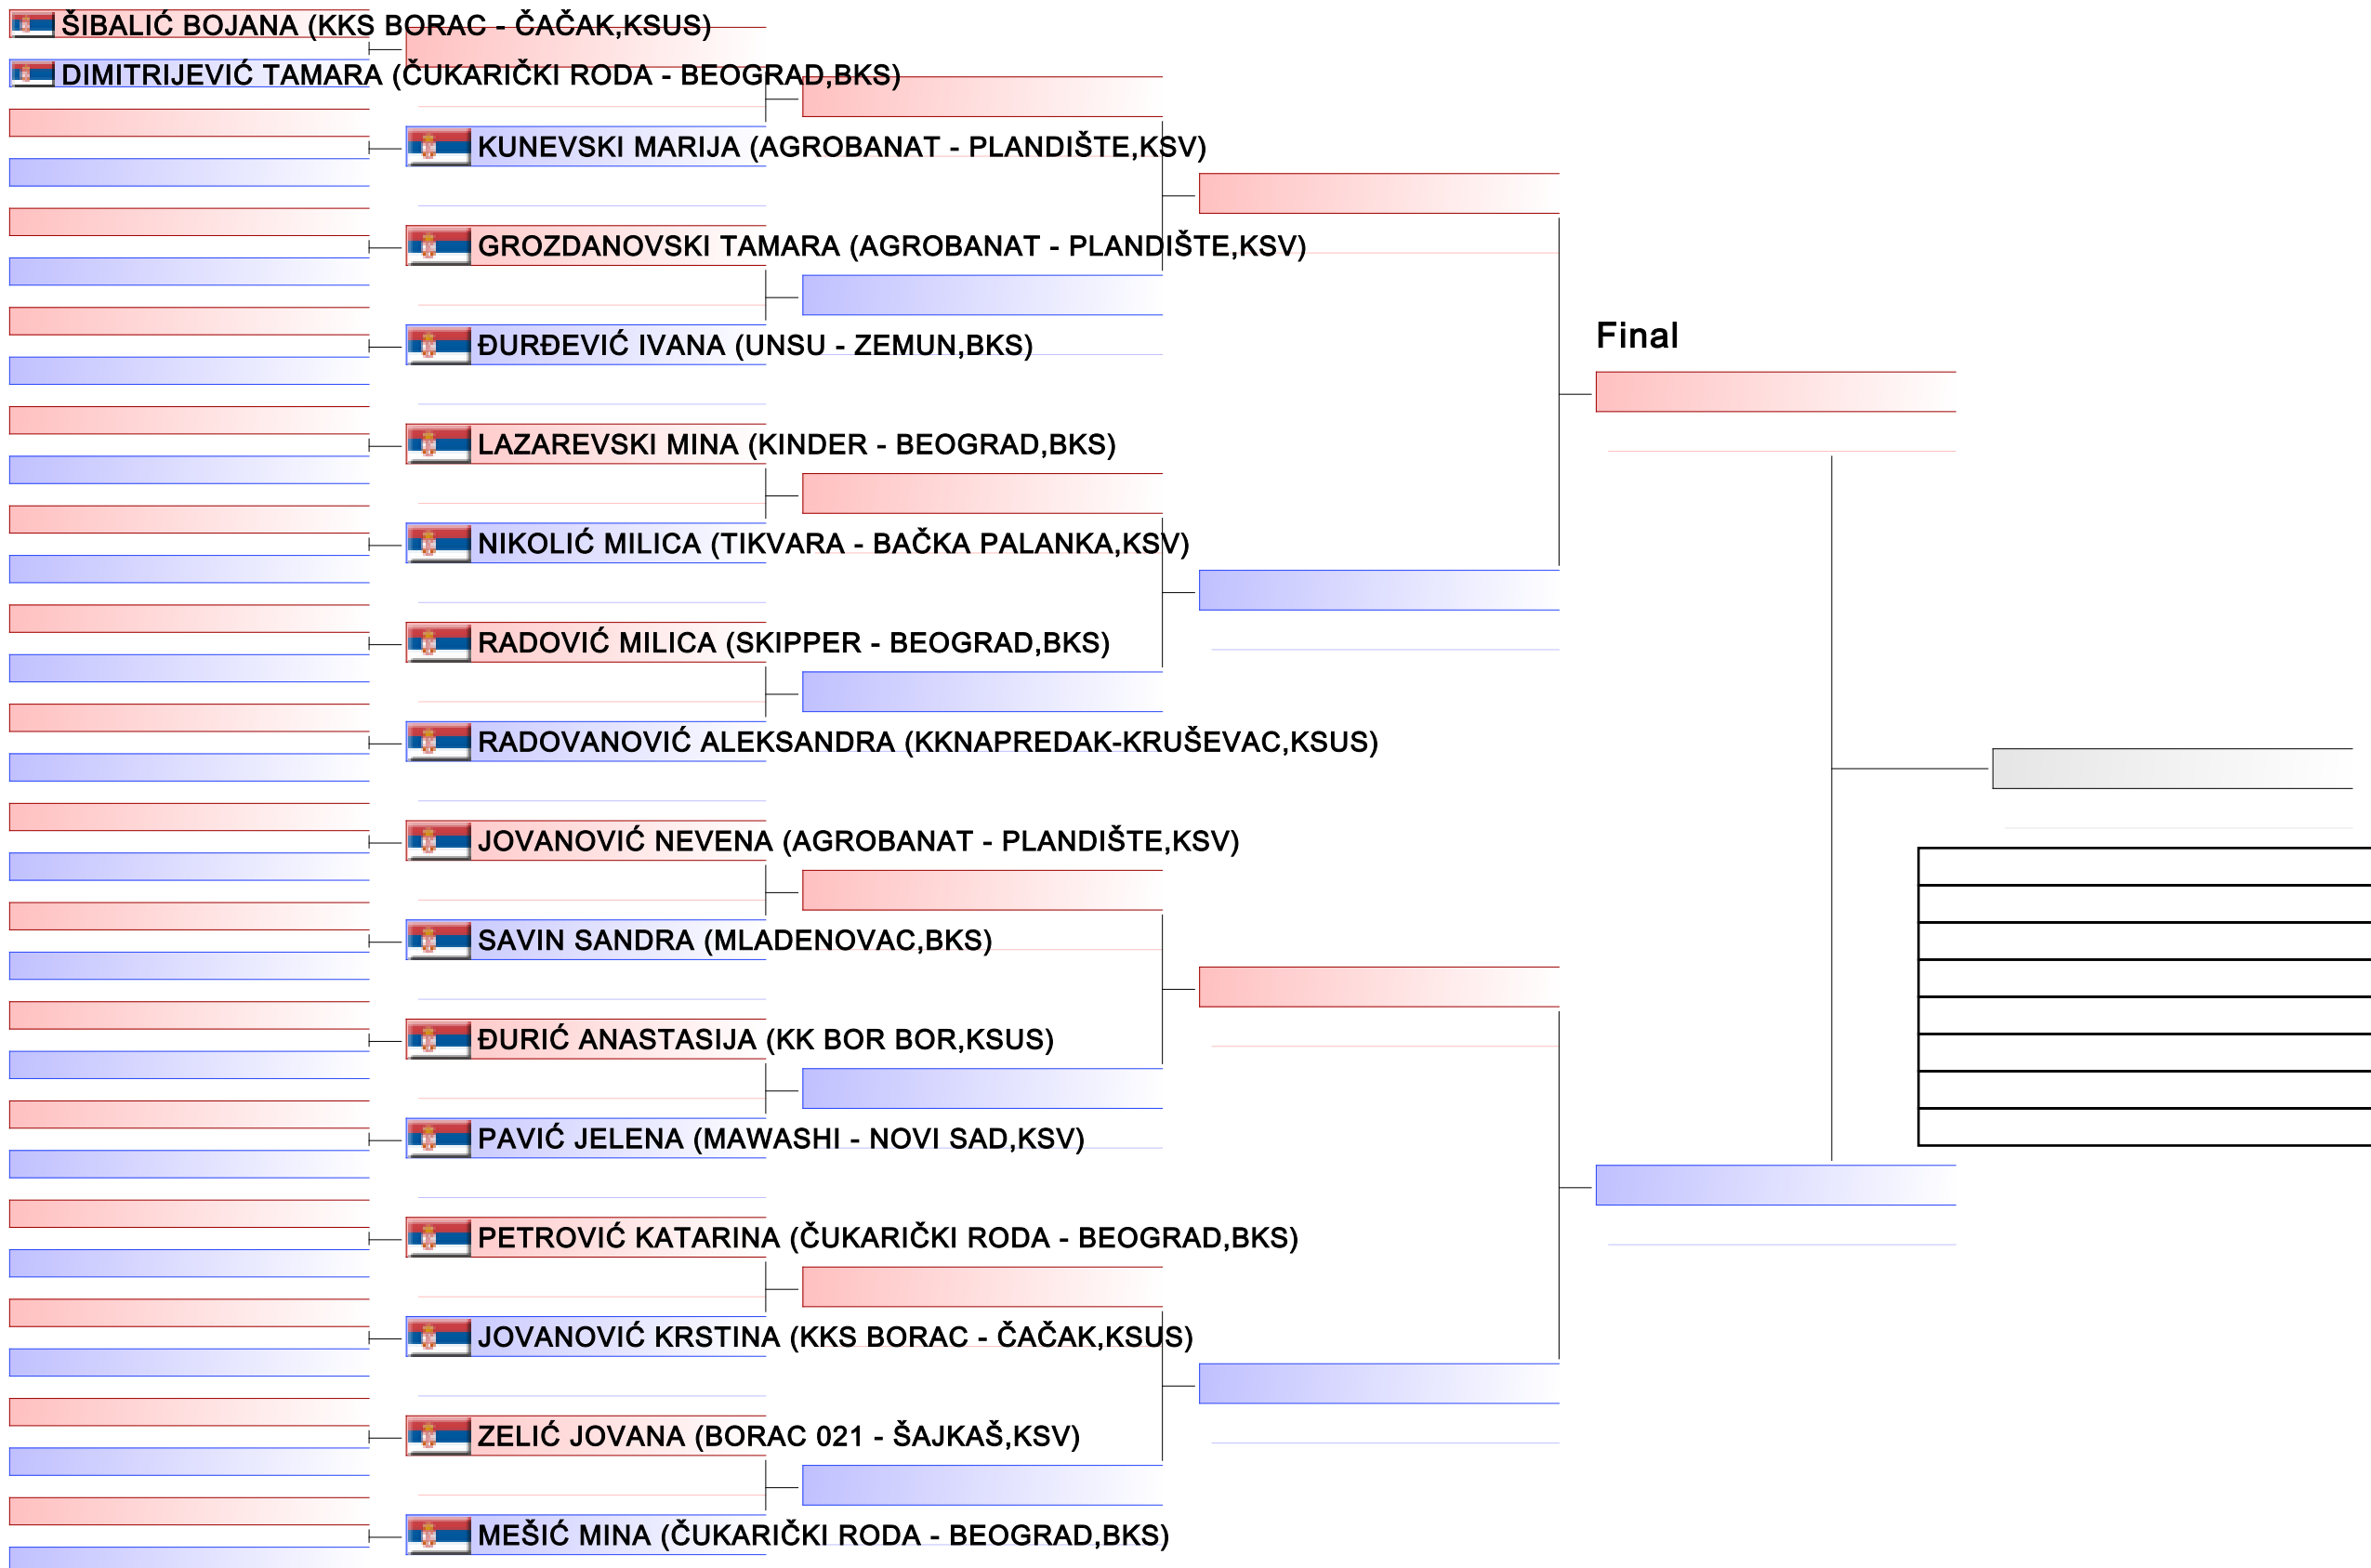 ŠIBALIĆ BOJANA (KKS BORAC - ČAČAK,KSUS)
DIMITRIJEVIĆ TAMARA (ČUKARIČKI RODA - BEOGRAD,BKS)
KUNEVSKI MARIJA (AGROBANAT - PLANDIŠTE,KSV)
GROZDANOVSKI TAMARA (AGROBANAT - PLANDIŠTE,KSV)
ĐURĐEVIĆ IVANA (UNSU - ZEMUN,BKS)
Final
LAZAREVSKI MINA (KINDER - BEOGRAD,BKS)
NIKOLIĆ MILICA (TIKVARA - BAČKA PALANKA,KSV)
RADOVIĆ MILICA (SKIPPER - BEOGRAD,BKS)
RADOVANOVIĆ ALEKSANDRA (KKNAPREDAK-KRUŠEVAC,KSUS)
JOVANOVIĆ NEVENA (AGROBANAT - PLANDIŠTE,KSV)
SAVIN SANDRA (MLADENOVAC,BKS)
ĐURIĆ ANASTASIJA (KK BOR BOR,KSUS)
PAVIĆ JELENA (MAWASHI - NOVI SAD,KSV)
PETROVIĆ KATARINA (ČUKARIČKI RODA - BEOGRAD,BKS)
JOVANOVIĆ KRSTINA (KKS BORAC - ČAČAK,KSUS)
ZELIĆ JOVANA (BORAC 021 - ŠAJKAŠ,KSV)
MEŠIĆ MINA (ČUKARIČKI RODA - BEOGRAD,BKS)